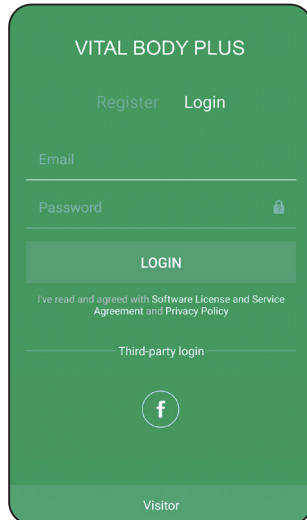 VITAL BODY PLUS
Register Login
Email
Password
LOGIN
I've read and agreed with Software License and Service
Agreement and Privacy Policy
Third-party login
f
Visitor